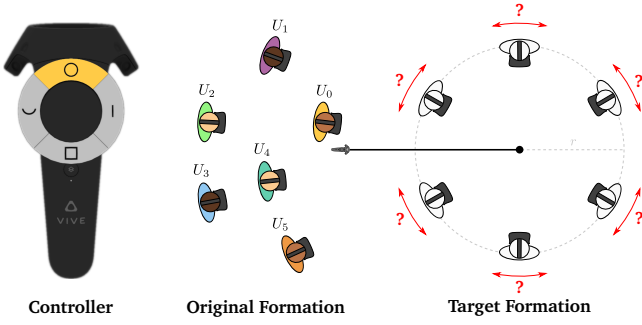 U1
U2
U0
U4
U3
U5
VIVE
?
?
?
r
?
?
?
Controller
Original Formation
Target Formation